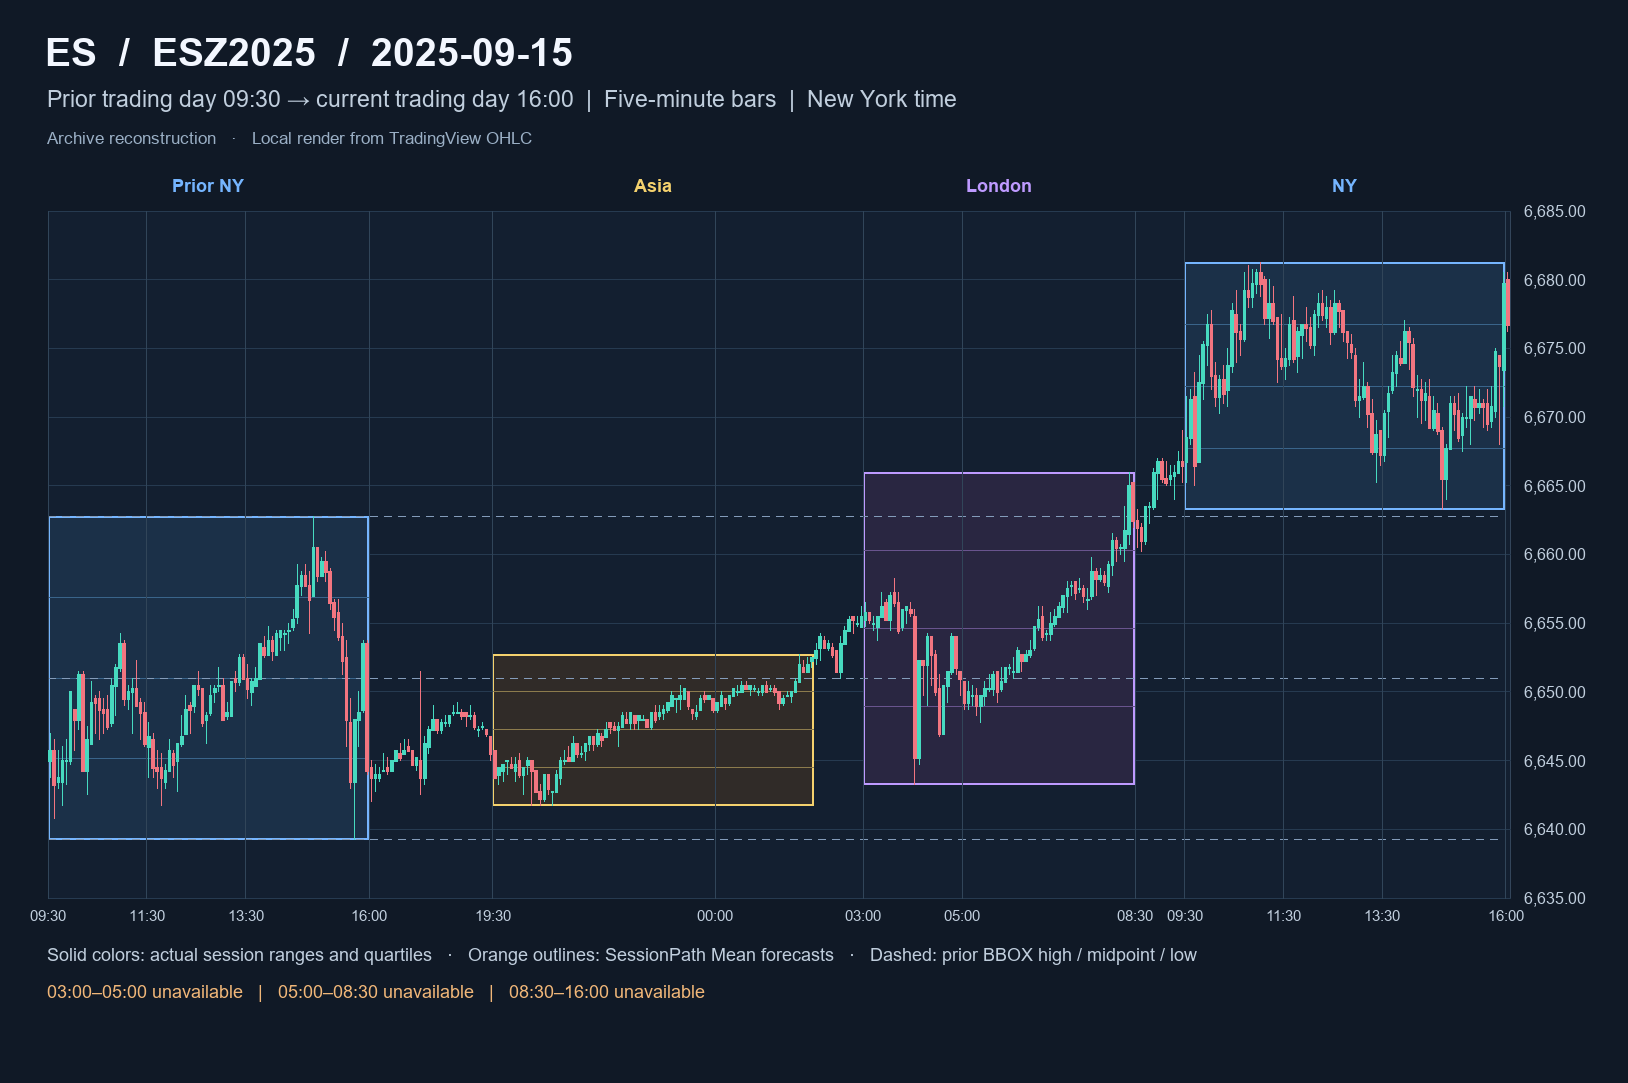 ES / ESZ2025 / 2025-09-15
Prior trading day 09:30 → current trading day 16:00 | Five-minute bars | New York time
Archive reconstruction · Local render from TradingView OHLC
Prior NY Asia London NY
6,685.00
6,680.00
6,675.00
6,670.00
6,665.00
6,660.00
6,655.00
6,650.00
6,645.00
6,640.00
6,635.00
09:30 11:30 13:30 16:00 19:30 00:00 03:00 05:00 08:30 09:30 11:30 13:30 16:00
Solid colors: actual session ranges and quartiles · Orange outlines: SessionPath Mean forecasts · Dashed: prior BBOX high / midpoint / low
03:00–05:00 unavailable | 05:00–08:30 unavailable | 08:30–16:00 unavailable